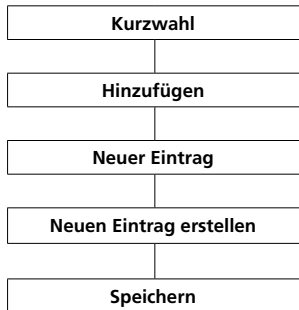 Kurzwahl
Hinzufügen
Neuer Eintrag
Neuen Eintrag erstellen
Speichern